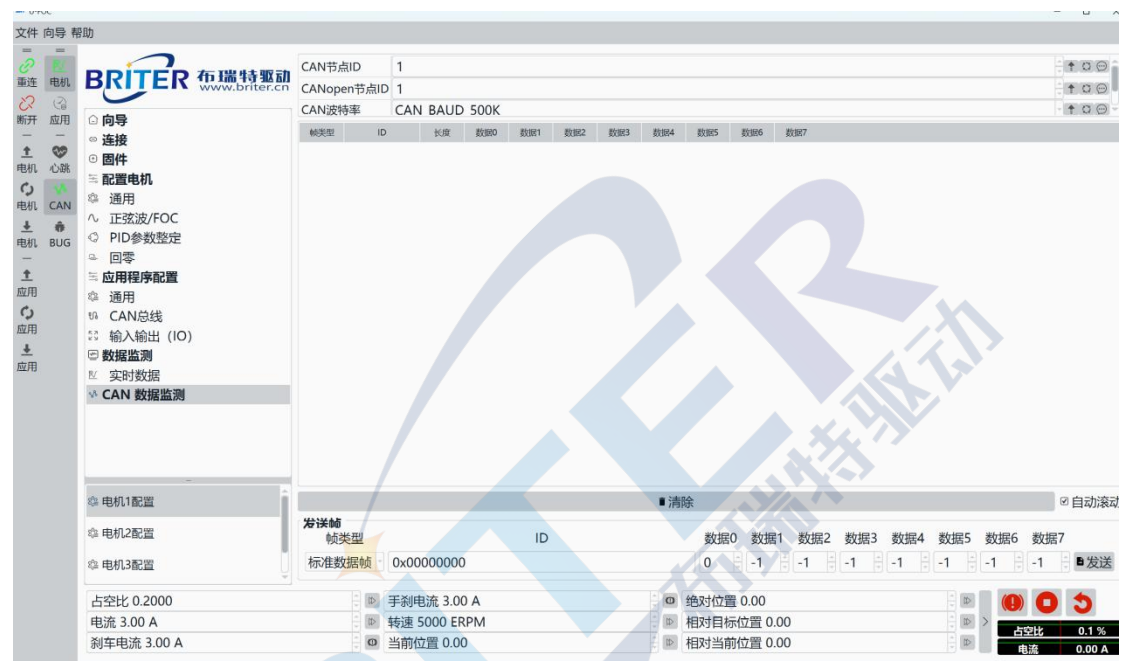 文件 向导 帮助
重连 电机
断开 应用
电机 心跳
电机 CAN
电机 BUG
应用
应用
应用
BRITER 布瑞特驱动
www.briter.cn
向导
连接
固件
配置电机
通用
正弦波/FOC
PID参数整定
回零
应用程序配置
通用
CAN总线
输入输出（IO）
数据监测
实时数据
CAN 数据监测
电机1配置
电机2配置
电机3配置
CAN节点ID 1
CANopen节点ID 1
CAN波特率 CAN BAUD 500K
帧类型 ID 长度 数据0 数据1 数据2 数据3 数据4 数据5 数据6 数据7
BRITER
布瑞特驱动
清除 自动滚动
发送帧
帧类型 ID 数据0 数据1 数据2 数据3 数据4 数据5 数据6 数据7
标准数据帧 0x00000000 0 -1 -1 -1 -1 -1 -1 -1 发送
占空比 0.2000 手刹电流 3.00 A 绝对位置 0.00
电流 3.00 A 转速 5000 ERPM 相对目标位置 0.00
刹车电流 3.00 A 当前位置 0.00 相对当前位置 0.00
占空比 0.1 %
电流 0.00 A